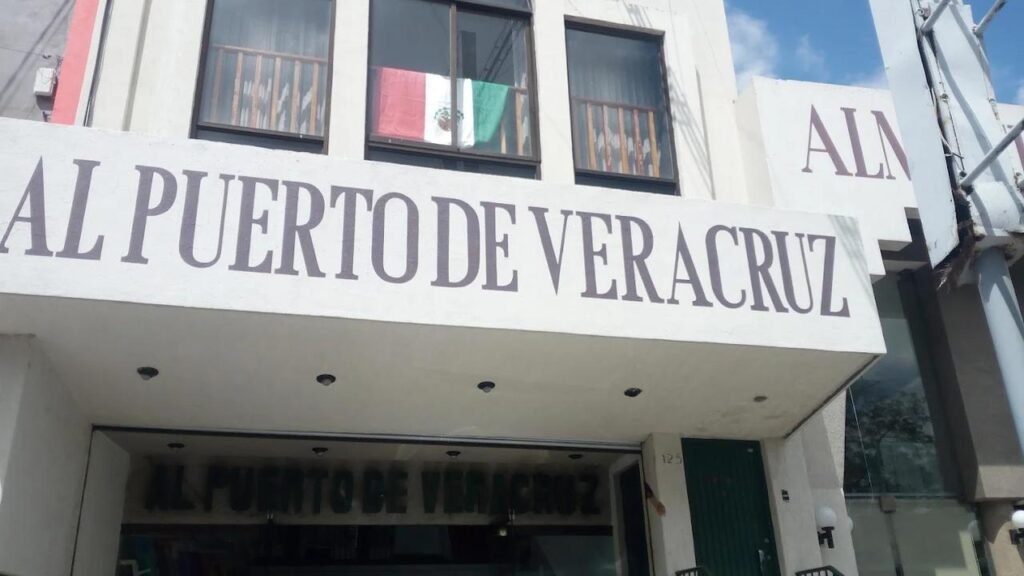 AL PUERTO DE VERACRUZ
ALM
125
AL PUERTO DE VERACRUZ